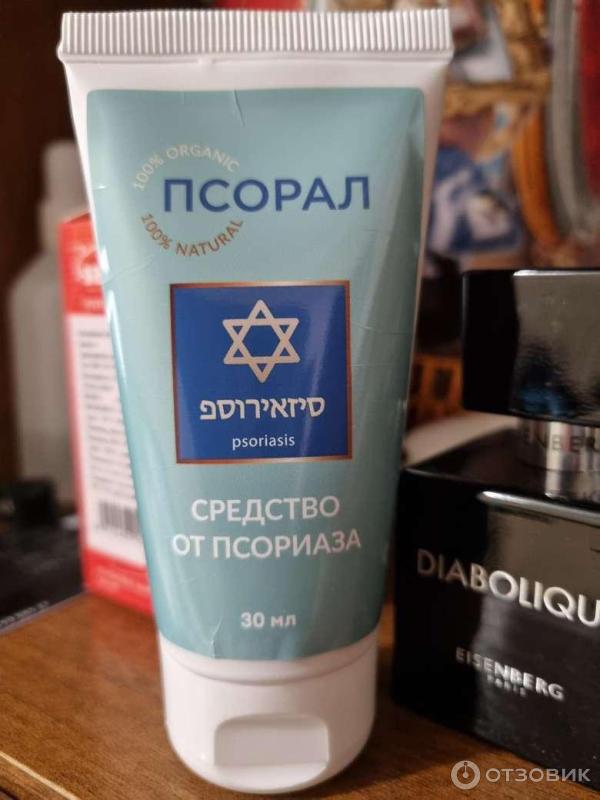 100% ORGANIC
ПСОРАЛ
100% NATURAL
סיזאירוספ
psoriasis
СРЕДСТВО
ОТ ПСОРИАЗА
30 мл
DIABOLIQU
EISENBERG
PARIS
ОТЗОВИК